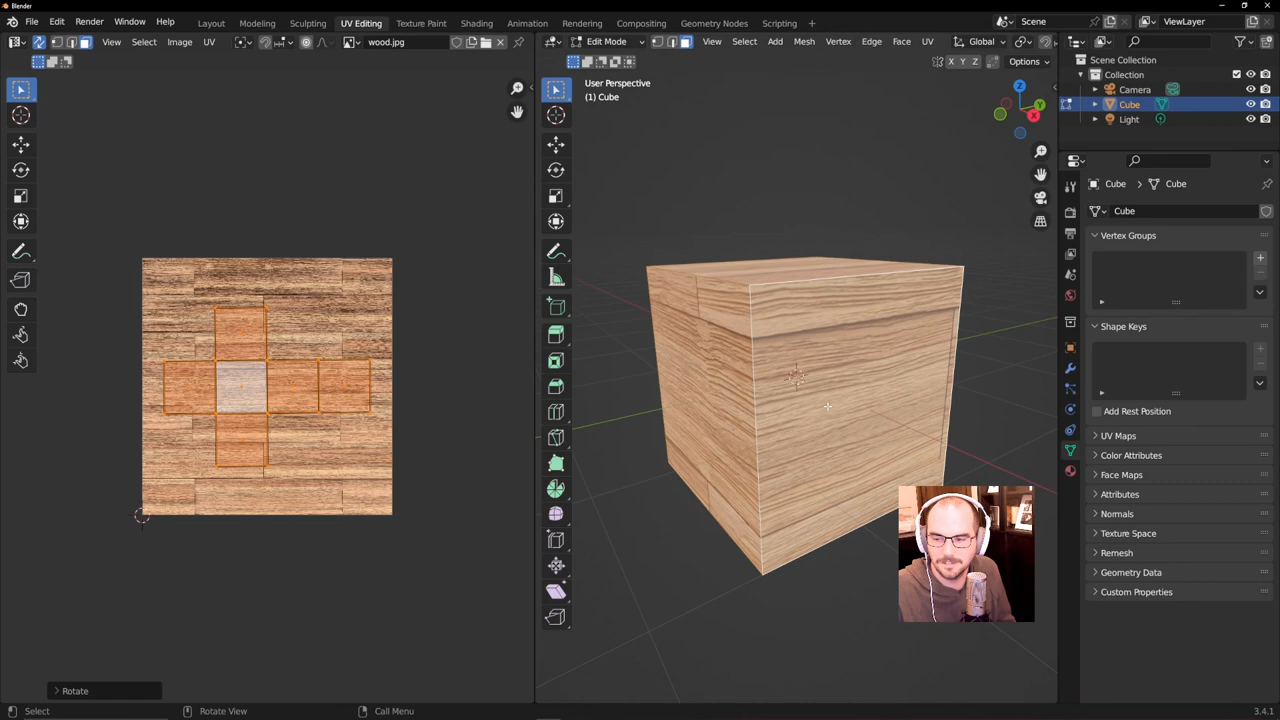 Blender
File Edit Render Window Help Layout Modeling Sculpting UV Editing Texture Paint Shading Animation Rendering Compositing Geometry Nodes Scripting + Scene ViewLayer
View Select Image UV wood.jpg Edit Mode View Select Add Mesh Vertex Edge Face UV Global
X Y Z Options
Scene Collection
Collection
Camera
Cube
Light
User Perspective
(1) Cube
Z
Y
X
Cube > Cube
Cube
Vertex Groups
Shape Keys
Add Rest Position
UV Maps
Color Attributes
Face Maps
Attributes
Normals
Texture Space
Remesh
Geometry Data
Custom Properties
Rotate
Select Rotate View Call Menu 3.4.1